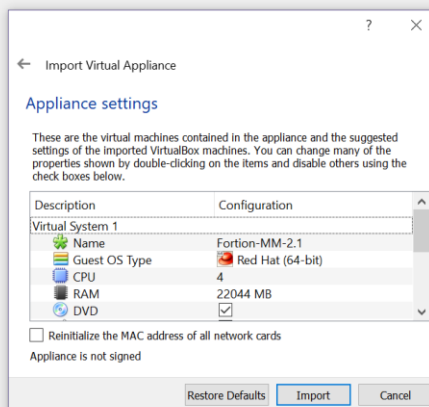 ?
Import Virtual Appliance
Appliance settings
These are the virtual machines contained in the appliance and the suggested
settings of the imported VirtualBox machines. You can change many of the
properties shown by double-clicking on the items and disable others using the
check boxes below.
Description Configuration
Virtual System 1
Name Fortion-MM-2.1
Guest OS Type Red Hat (64-bit)
CPU 4
RAM 22044 MB
DVD
Reinitialize the MAC address of all network cards
Appliance is not signed
Restore Defaults Import Cancel